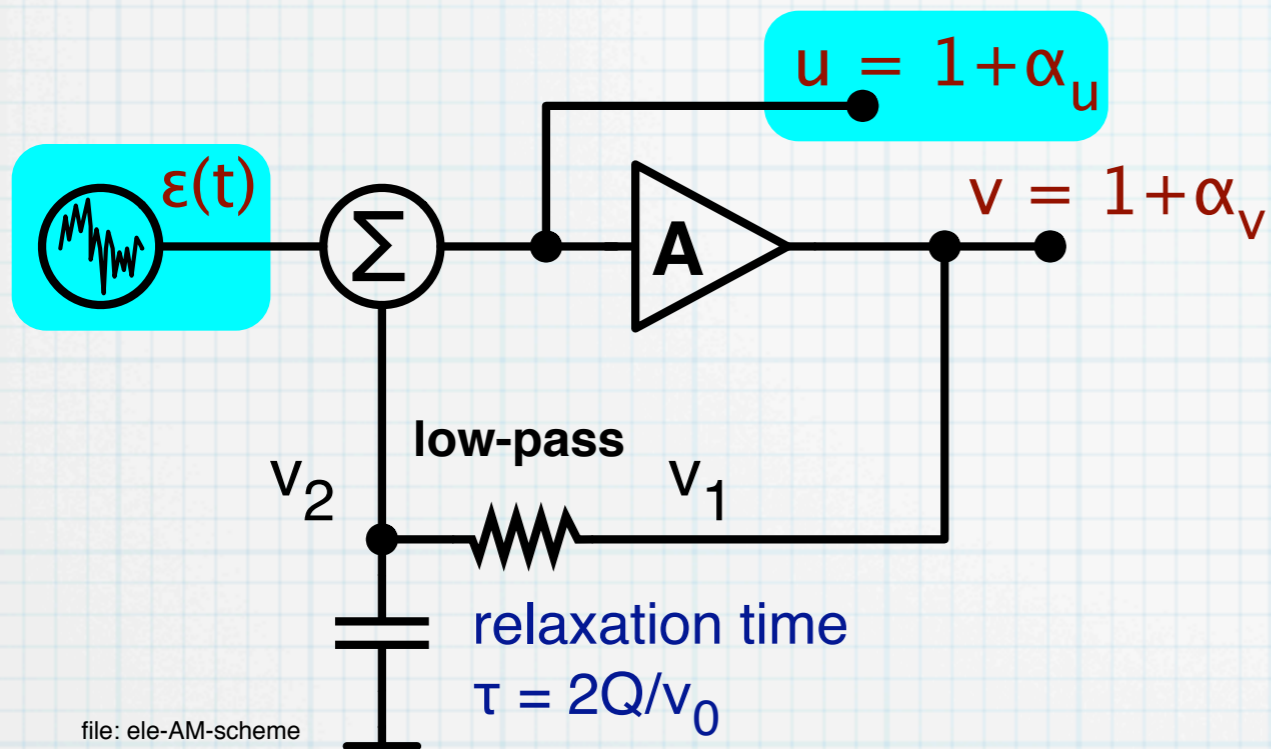 u = 1+αᵤ
ε(t)
v = 1+αᵥ
Σ
A
low-pass
v₂
v₁
relaxation time
τ = 2Q/v₀
file: ele-AM-scheme